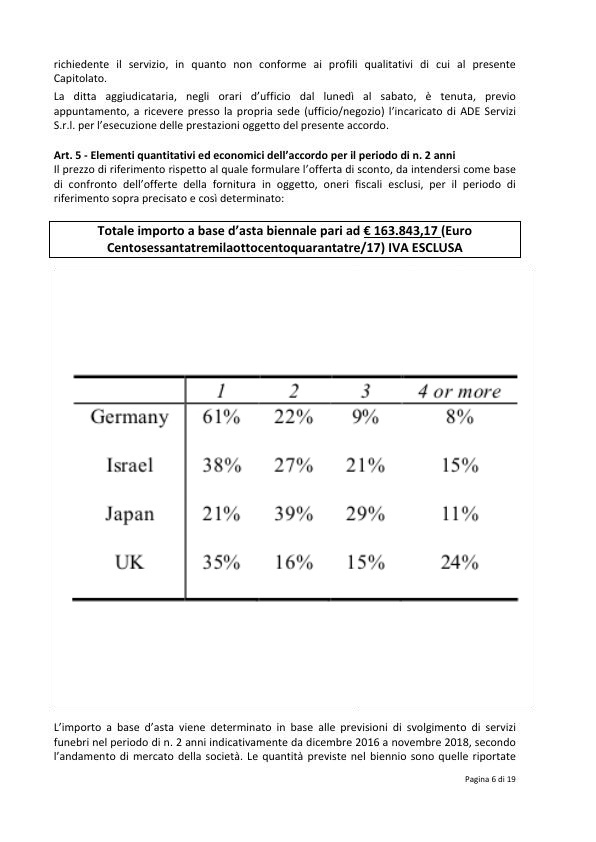 richiedente il servizio, in quanto non conforme ai profili qualitativi di cui al presente
Capitolato.
La ditta aggiudicataria, negli orari d’ufficio dal lunedì al sabato, è tenuta, previo
appuntamento, a ricevere presso la propria sede (ufficio/negozio) l’incaricato di ADE Servizi
S.r.l. per l’esecuzione delle prestazioni oggetto del presente accordo.
Art. 5 - Elementi quantitativi ed economici dell’accordo per il periodo di n. 2 anni
Il prezzo di riferimento rispetto al quale formulare l’offerta di sconto, da intendersi come base
di confronto dell’offerte della fornitura in oggetto, oneri fiscali esclusi, per il periodo di
riferimento sopra precisato e così determinato:
Totale importo a base d’asta biennale pari ad € 163.843,17 (Euro
Centosessantatremilaottocentoquarantatre/17) IVA ESCLUSA
1 2 3 4 or more
Germany 61% 22% 9% 8%
Israel 38% 27% 21% 15%
Japan 21% 39% 29% 11%
UK 35% 16% 15% 24%
L’importo a base d’asta viene determinato in base alle previsioni di svolgimento di servizi
funebri nel periodo di n. 2 anni indicativamente da dicembre 2016 a novembre 2018, secondo
l’andamento di mercato della società. Le quantità previste nel biennio sono quelle riportate
Pagina 6 di 19